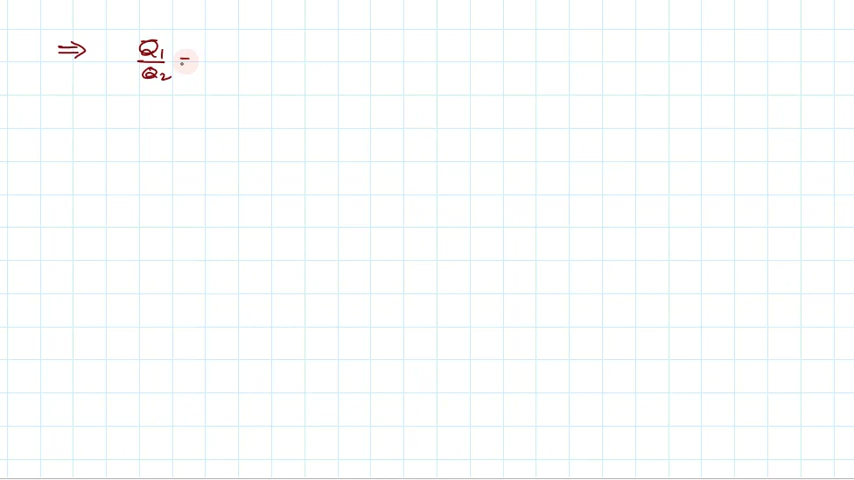 ⇒ Q₁/Q₂ =